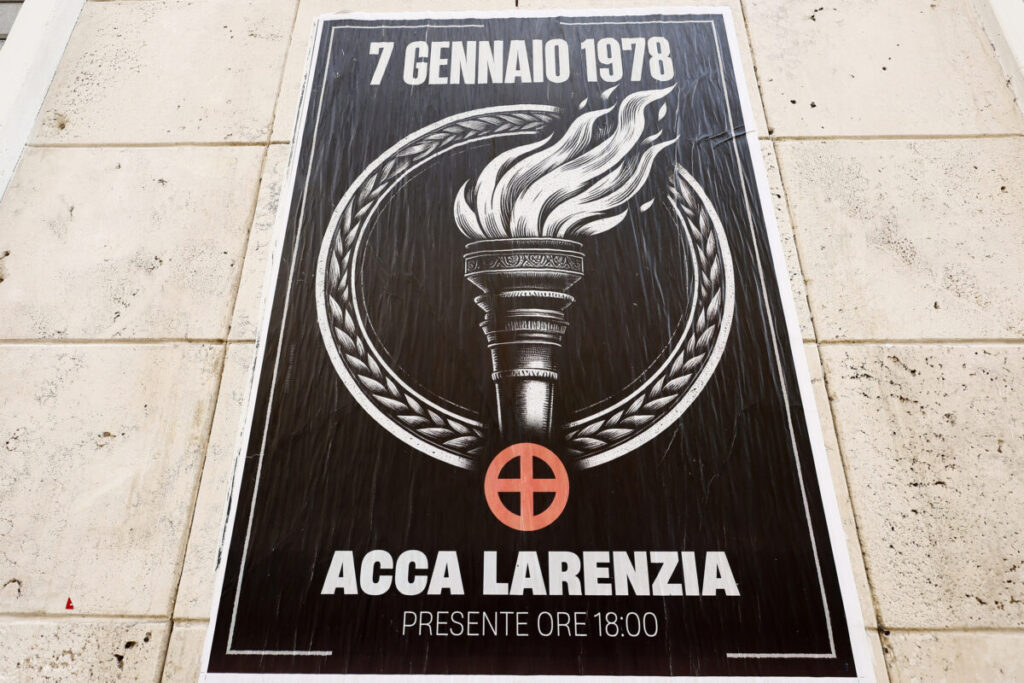 7 GENNAIO 1978
ACCA LARENZIA
PRESENTE ORE 18:00